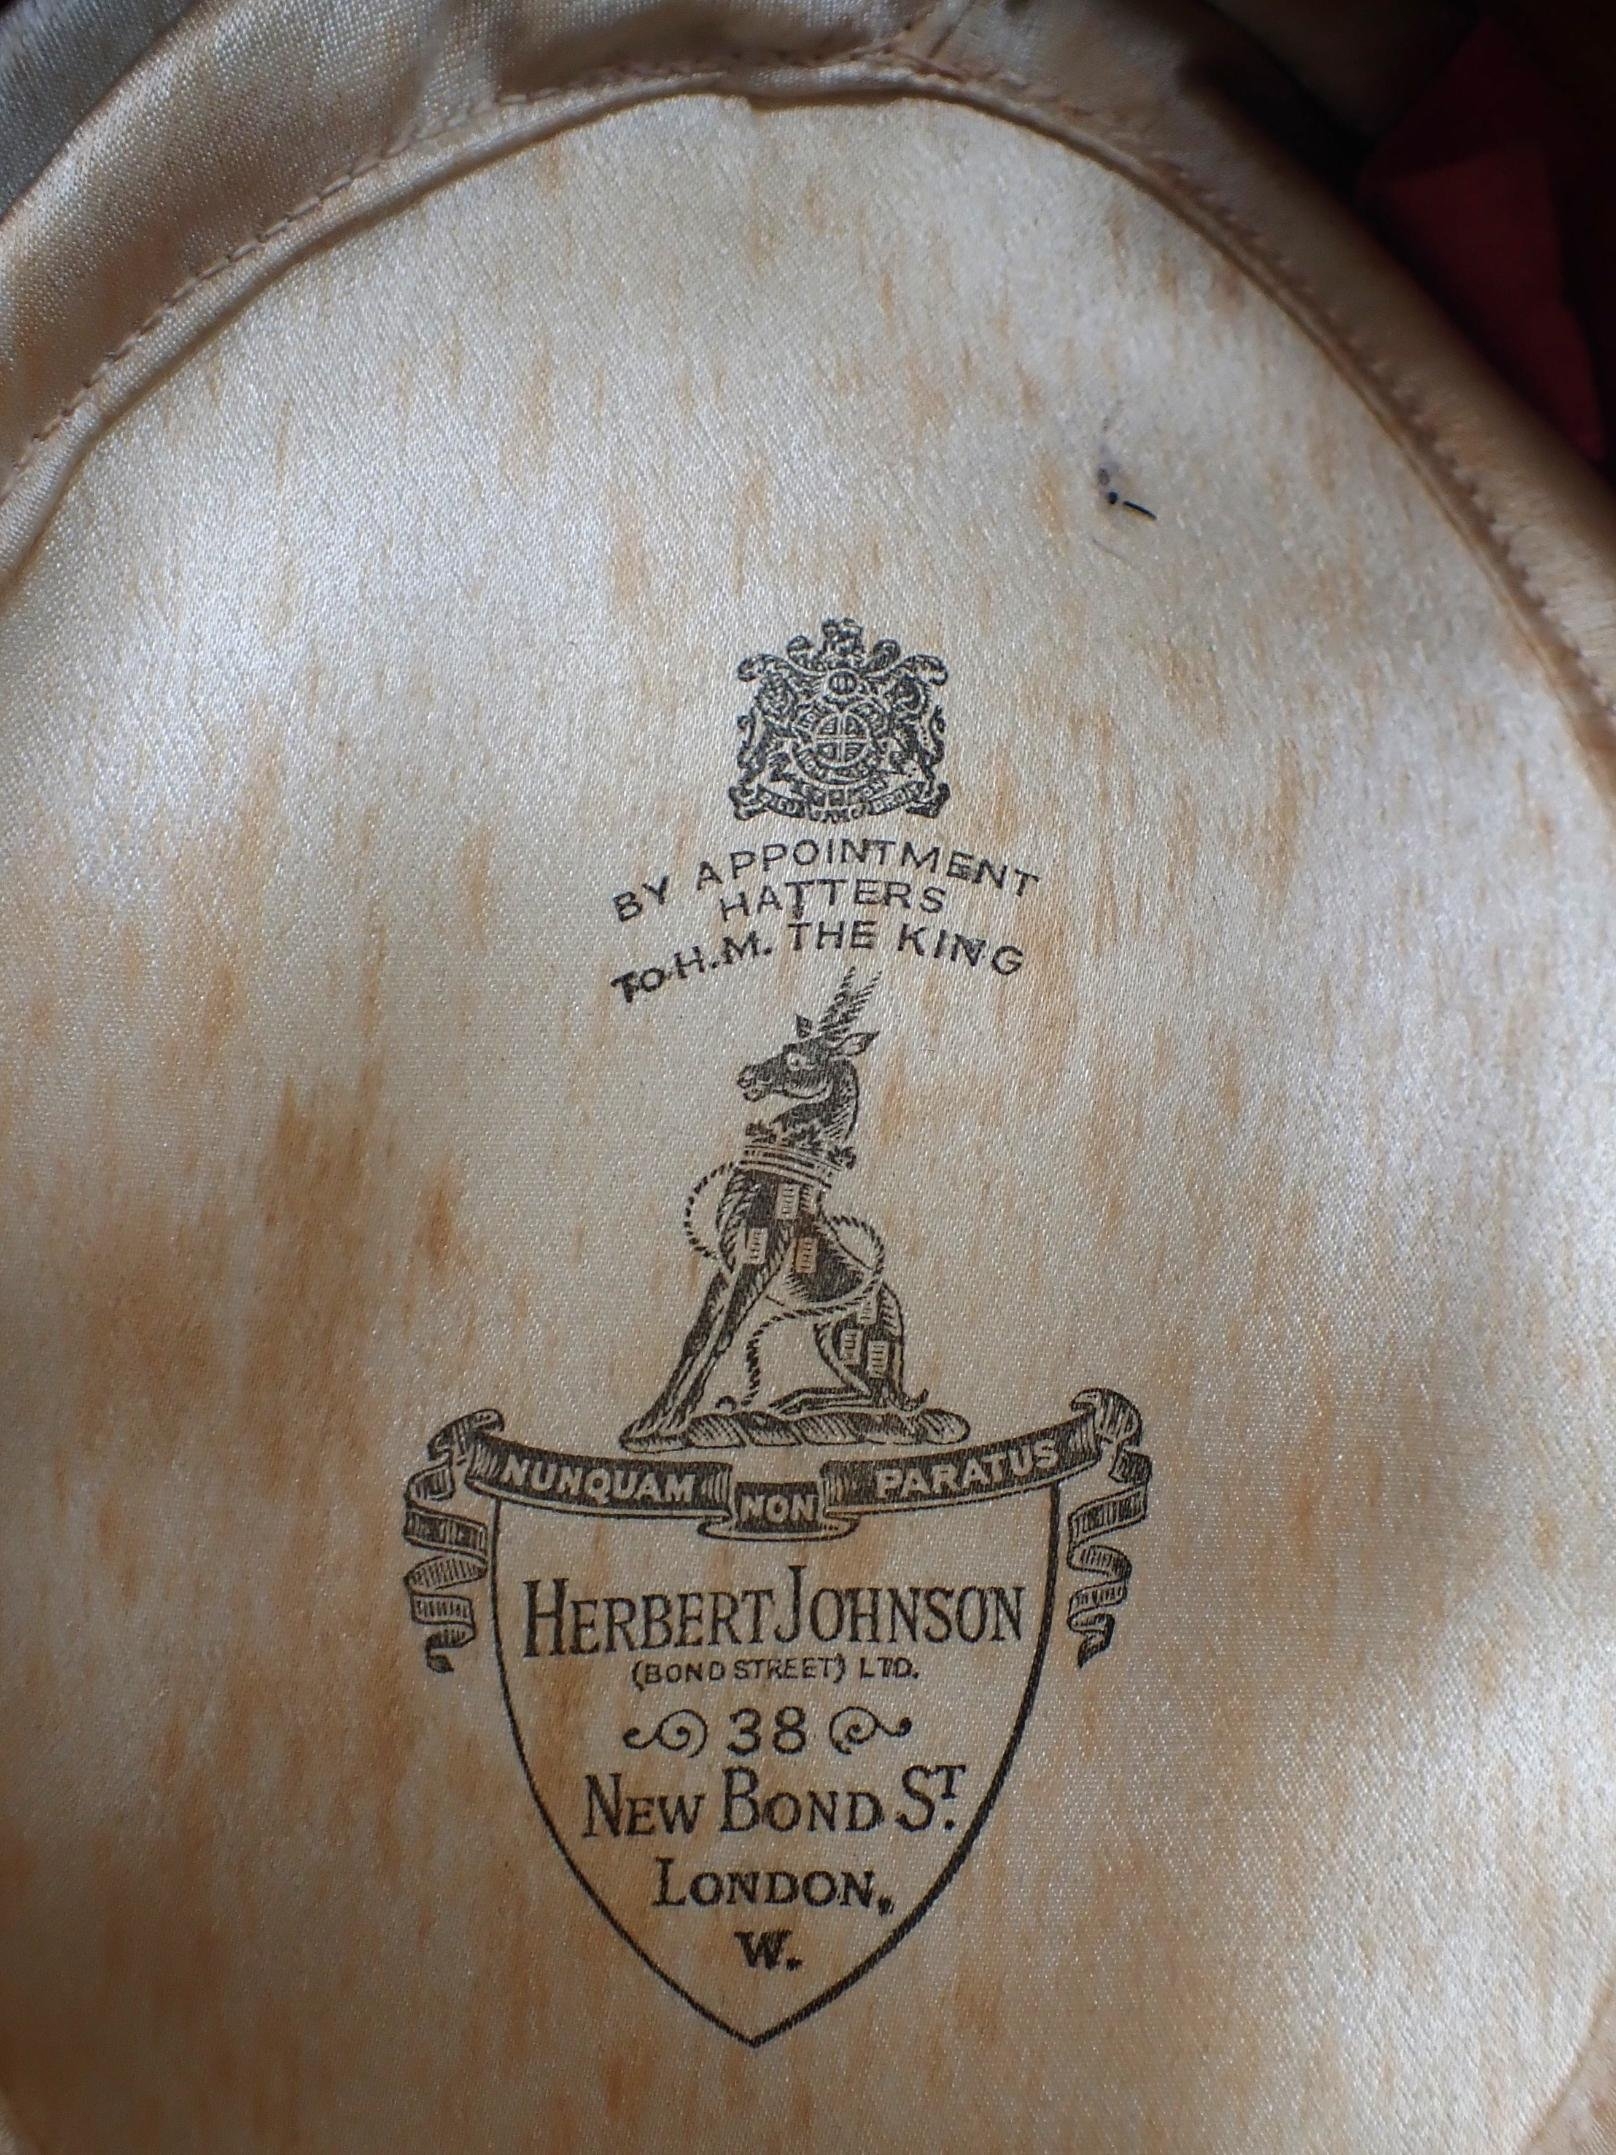 BY APPOINTMENT
HATTERS
TO H.M. THE KING
NUNQUAM NON PARATUS
HERBERT JOHNSON
(BOND STREET) LTD.
38
NEW BOND ST.
LONDON,
W.